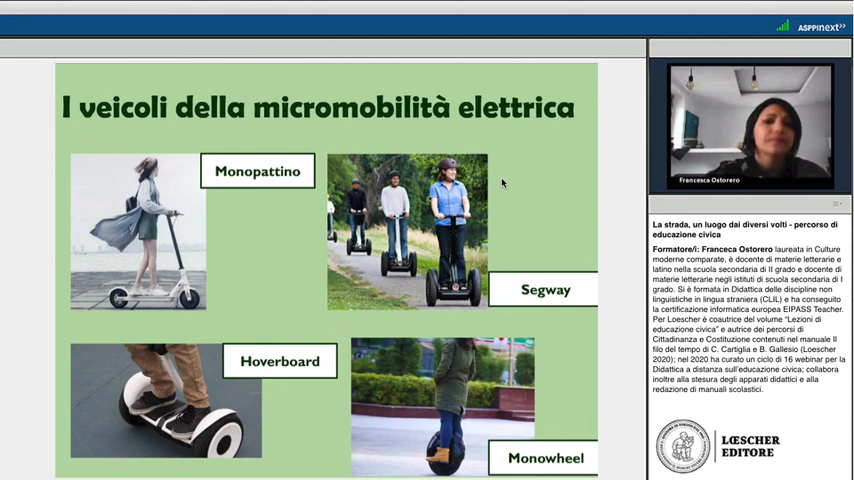 ASPPInext>>
I veicoli della micromobilità elettrica
Monopattino
Segway
Hoverboard
Monowheel
Francesca Ostorero
La strada, un luogo dai diversi volti - percorso di
educazione civica
Formatore/i: Franceca Ostorero laureata in Culture
moderne comparate, è docente di materie letterarie e
latino nella scuola secondaria di II grado e docente di
materie letterarie negli istituti di scuola secondaria di I
grado. Si è formata in Didattica delle discipline non
linguistiche in lingua straniera (CLIL) e ha conseguito
la certificazione informatica europea EIPASS Teacher.
Per Loescher è coautrice del volume "Lezioni di
educazione civica" e autrice dei percorsi di
Cittadinanza e Costituzione contenuti nel manuale Il
filo del tempo di C. Cartiglia e B. Gallesio (Loescher
2020); nel 2020 ha curato un ciclo di 16 webinar per la
Didattica a distanza sull'educazione civica; collabora
inoltre alla stesura degli apparati didattici e alla
redazione di manuali scolastici.
LŒSCHER
EDITORE